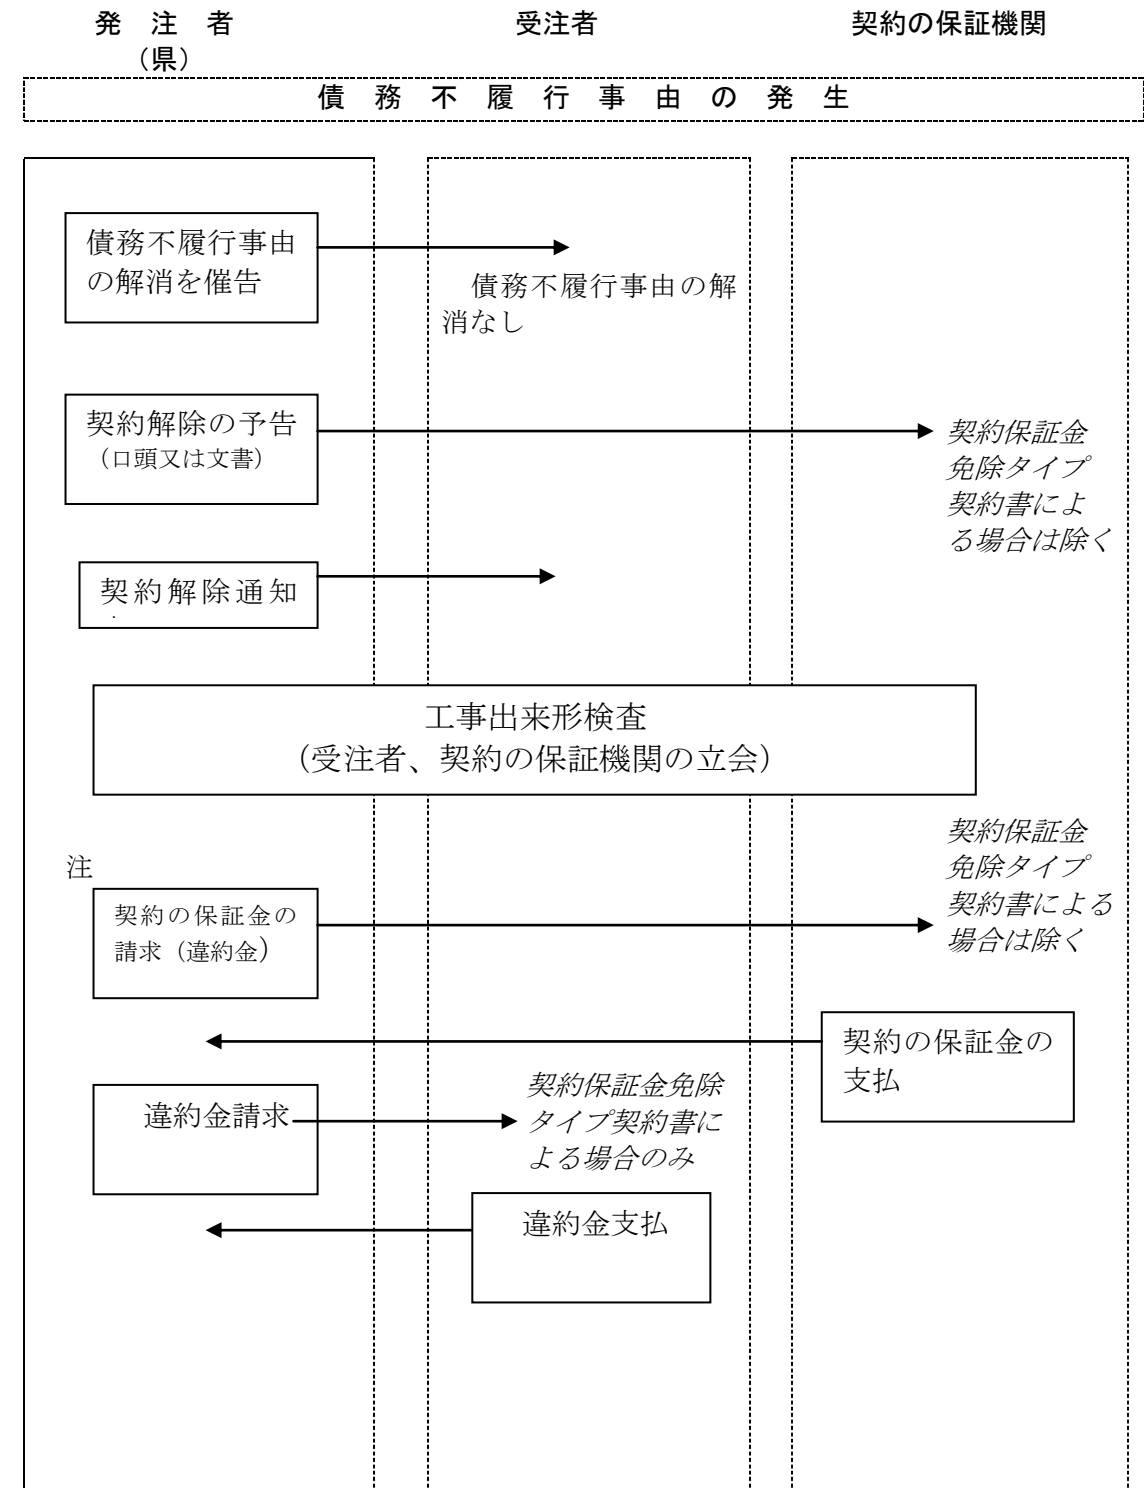 発　注　者　受注者　契約の保証機関
（県）
債　務　不　履　行　事　由　の　発　生
債務不履行事由
の解消を催告
債務不履行事由の解
消なし
契約解除の予告
（口頭又は文書）
契約保証金
免除タイプ
契約書によ
る場合は除く
契約解除通知
工事出来形検査
（受注者、契約の保証機関の立会）
契約保証金
免除タイプ
契約書による
場合は除く
注
契約の保証金の
請求（違約金）
契約の保証金の
支払
違約金請求
契約保証金免除
タイプ契約書に
よる場合のみ
違約金支払